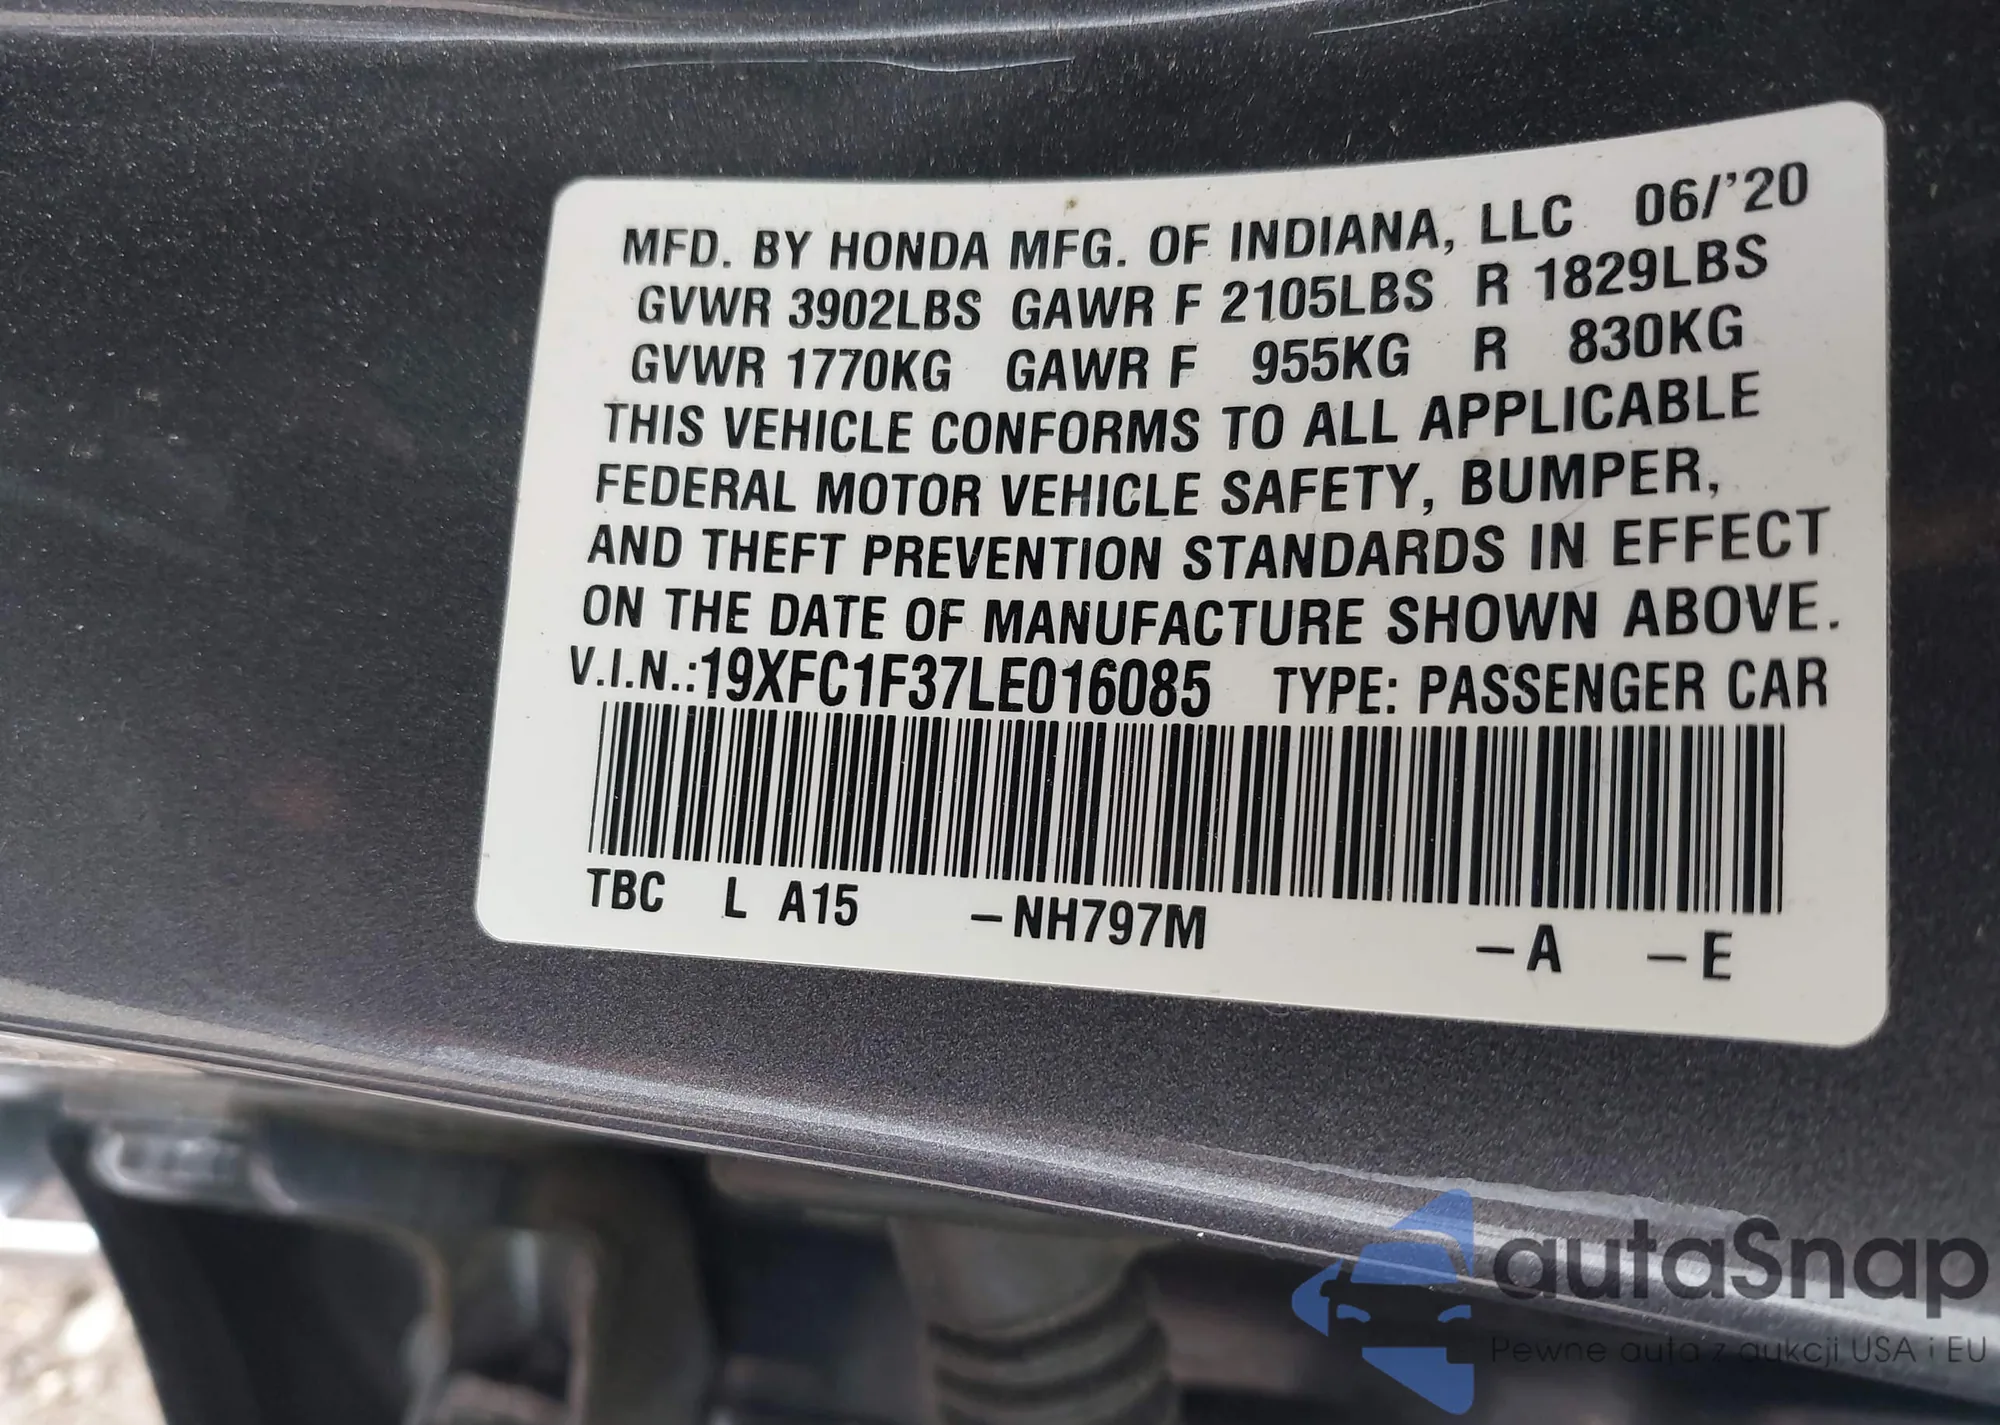 MFD. BY HONDA MFG. OF INDIANA, LLC 06/'20
GVWR 3902LBS GAWR F 2105LBS R 1829LBS
GVWR 1770KG GAWR F 955KG R 830KG
THIS VEHICLE CONFORMS TO ALL APPLICABLE
FEDERAL MOTOR VEHICLE SAFETY, BUMPER,
AND THEFT PREVENTION STANDARDS IN EFFECT
ON THE DATE OF MANUFACTURE SHOWN ABOVE.
V.I.N.:19XFC1F37LE016085 TYPE: PASSENGER CAR
TBC L A15 –NH797M –A –E
autaSnap
Pewne auto z aukcji USA i EU